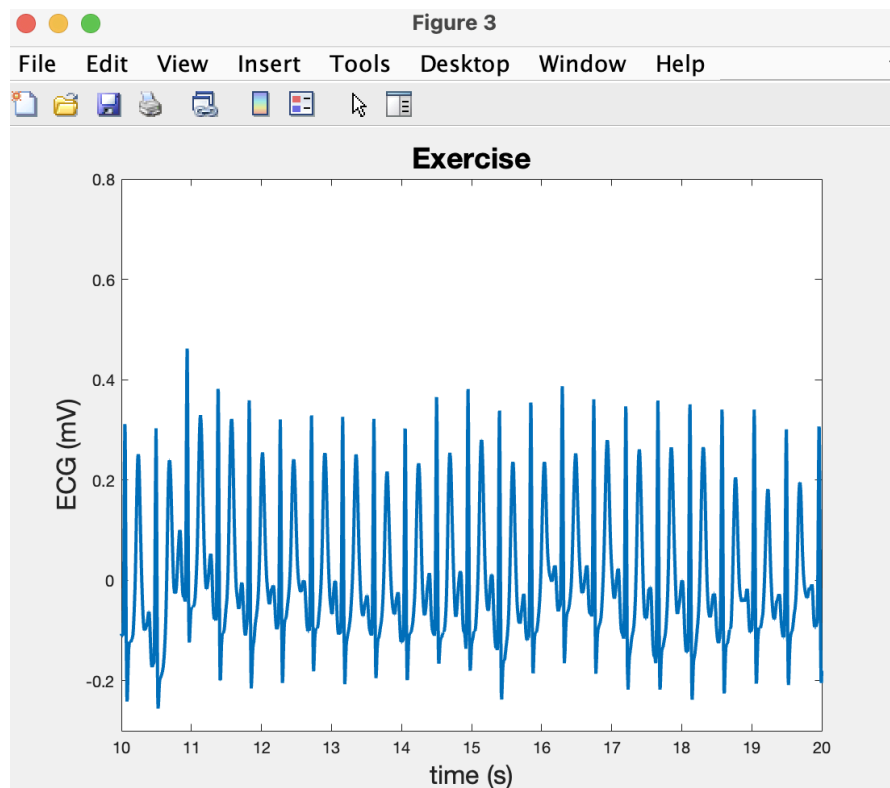 Figure 3
File Edit View Insert Tools Desktop Window Help
Exercise
0.8
0.6
0.4
0.2
0
-0.2
ECG (mV)
10 11 12 13 14 15 16 17 18 19 20
time (s)